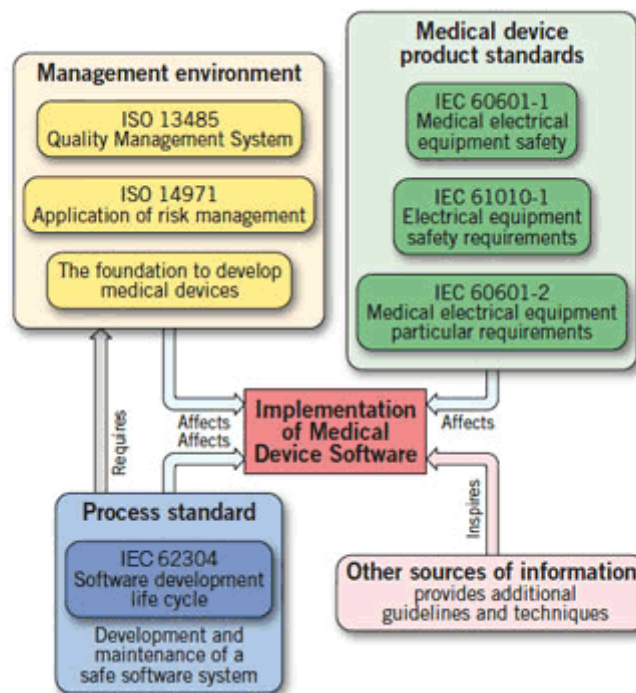 Management environment
ISO 13485
Quality Management System
ISO 14971
Application of risk management
The foundation to develop
medical devices
Medical device
product standards
IEC 60601-1
Medical electrical
equipment safety
IEC 61010-1
Electrical equipment
safety requirements
IEC 60601-2
Medical electrical equipment
particular requirements
Requires
Affects
Affects
Implementation
of Medical
Device Software
Affects
Inspires
Process standard
IEC 62304
Software development
life cycle
Development and
maintenance of a
safe software system
Other sources of information
provides additional
guidelines and techniques